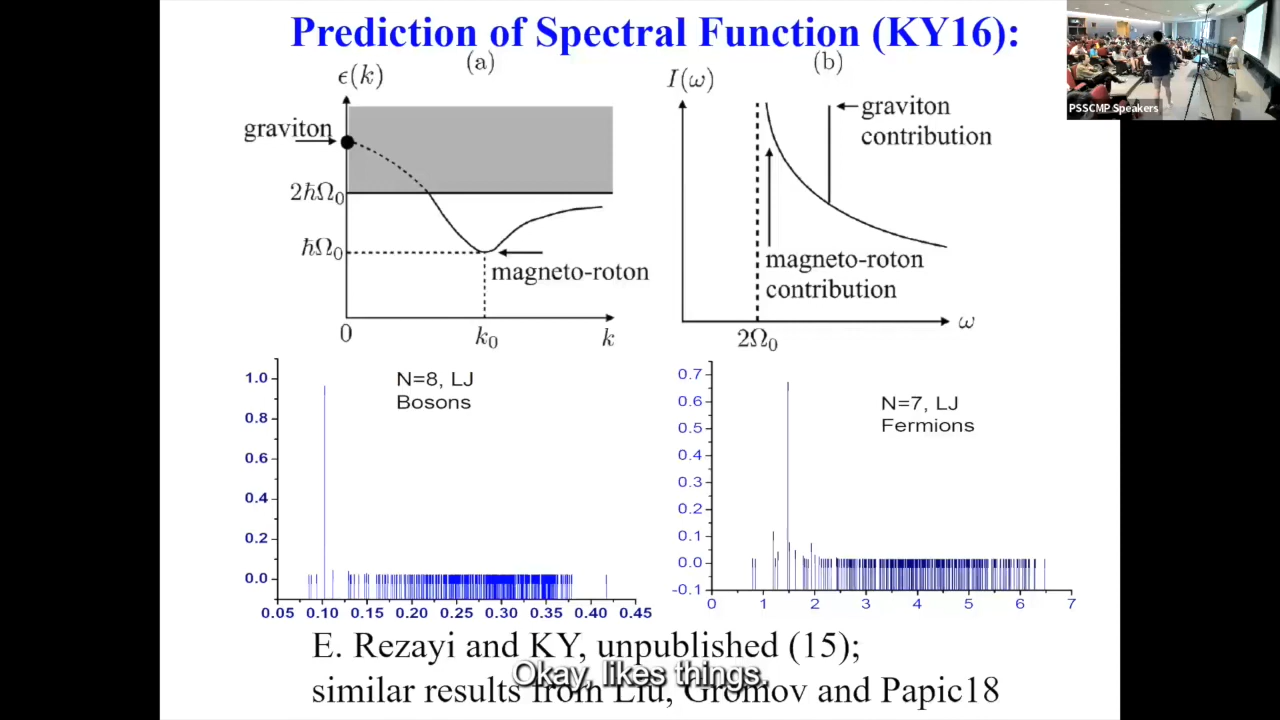 Prediction of Spectral Function (KY16):
PSSCMP Speakers
(a)
ϵ(k)
graviton
2ħΩ₀
ħΩ₀
magneto-roton
0
k₀
k
(b)
I(ω)
graviton
contribution
magneto-roton
contribution
2Ω₀
ω
N=8, LJ
Bosons
1.0
0.8
0.6
0.4
0.2
0.0
0.05 0.10 0.15 0.20 0.25 0.30 0.35 0.40 0.45
N=7, LJ
Fermions
0.7
0.6
0.5
0.4
0.3
0.2
0.1
0.0
-0.1
0 1 2 3 4 5 6 7
E. Rezayi and KY, unpublished (15);
Okay, likes things.
similar results from Liu, Gromov and Papic18